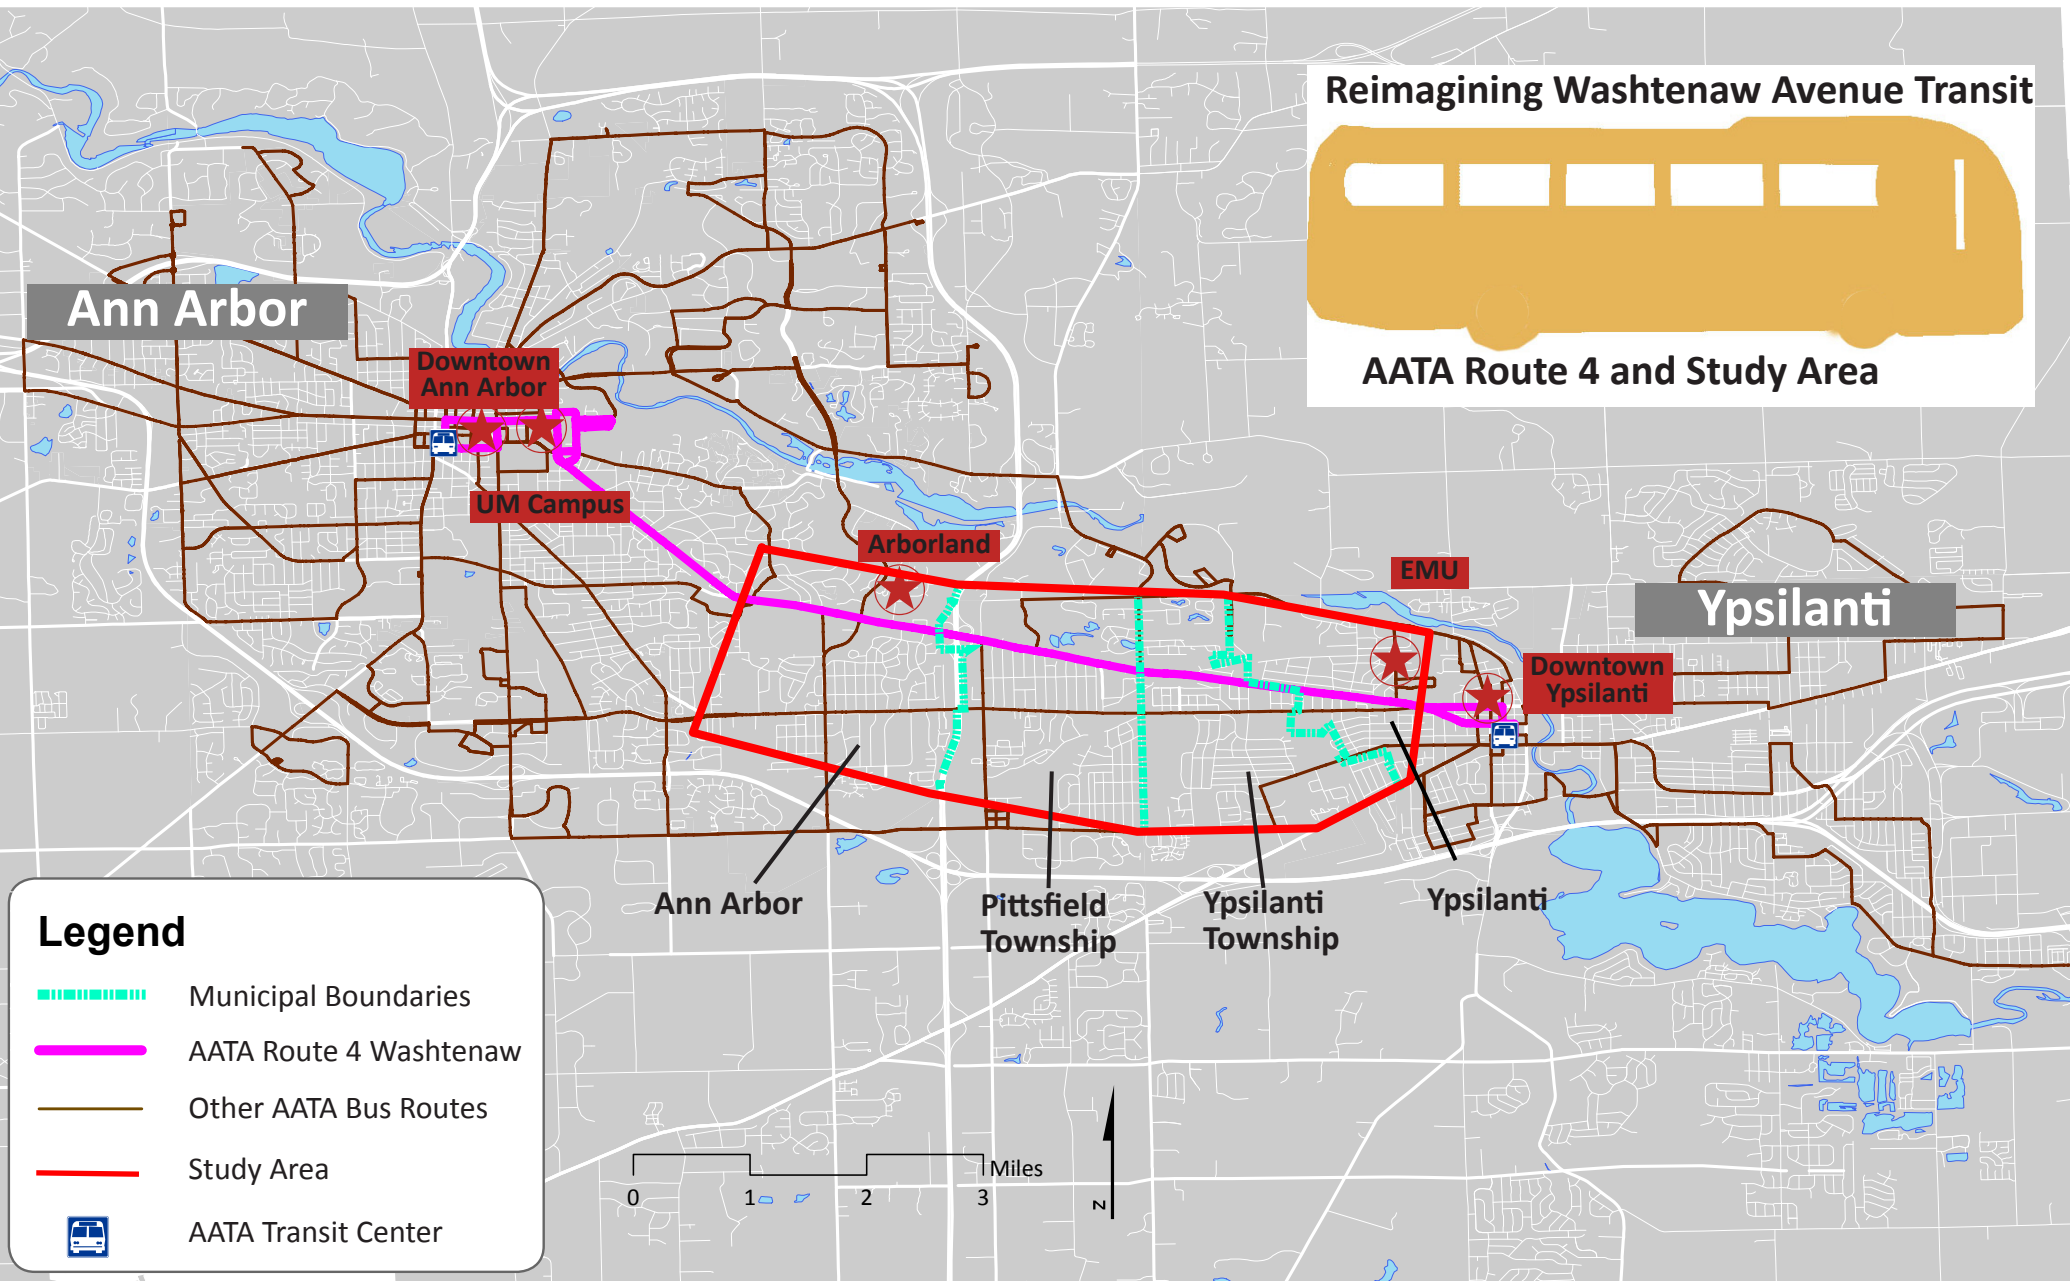 Reimagining Washtenaw Avenue Transit
AATA Route 4 and Study Area
Ann Arbor
Downtown
Ann Arbor
UM Campus
Arborland
EMU
Ypsilanti
Downtown
Ypsilanti
Ann Arbor
Pittsfield
Township
Ypsilanti
Township
Ypsilanti
Legend
Municipal Boundaries
AATA Route 4 Washtenaw
Other AATA Bus Routes
Study Area
AATA Transit Center
Miles
0 1 2 3
Z